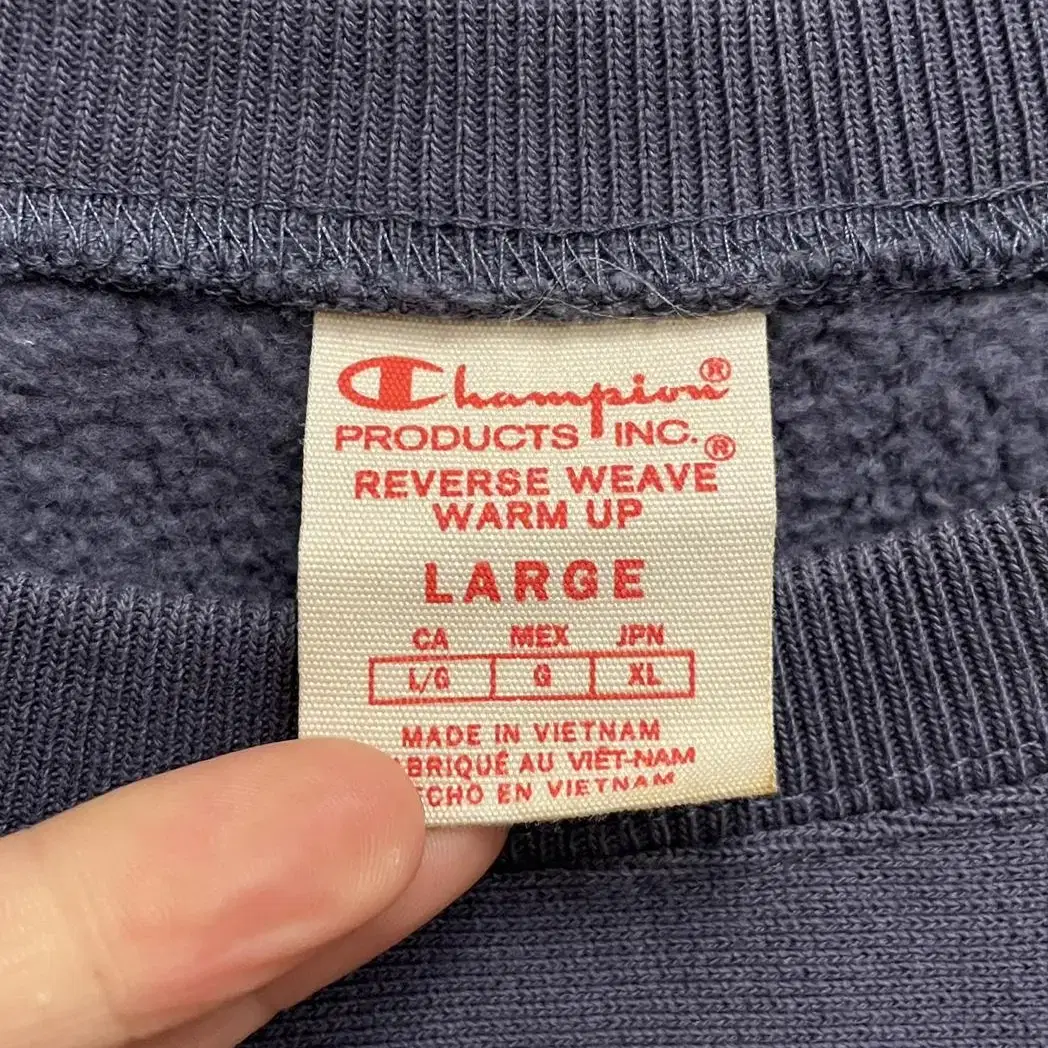 Champion®
PRODUCTS INC.
REVERSE WEAVE®
WARM UP
LARGE
CA MEX JPN
L/G G XL
MADE IN VIETNAM
BRIQUÉ AU VIÊT-NAM
ECHO EN VIETNAM